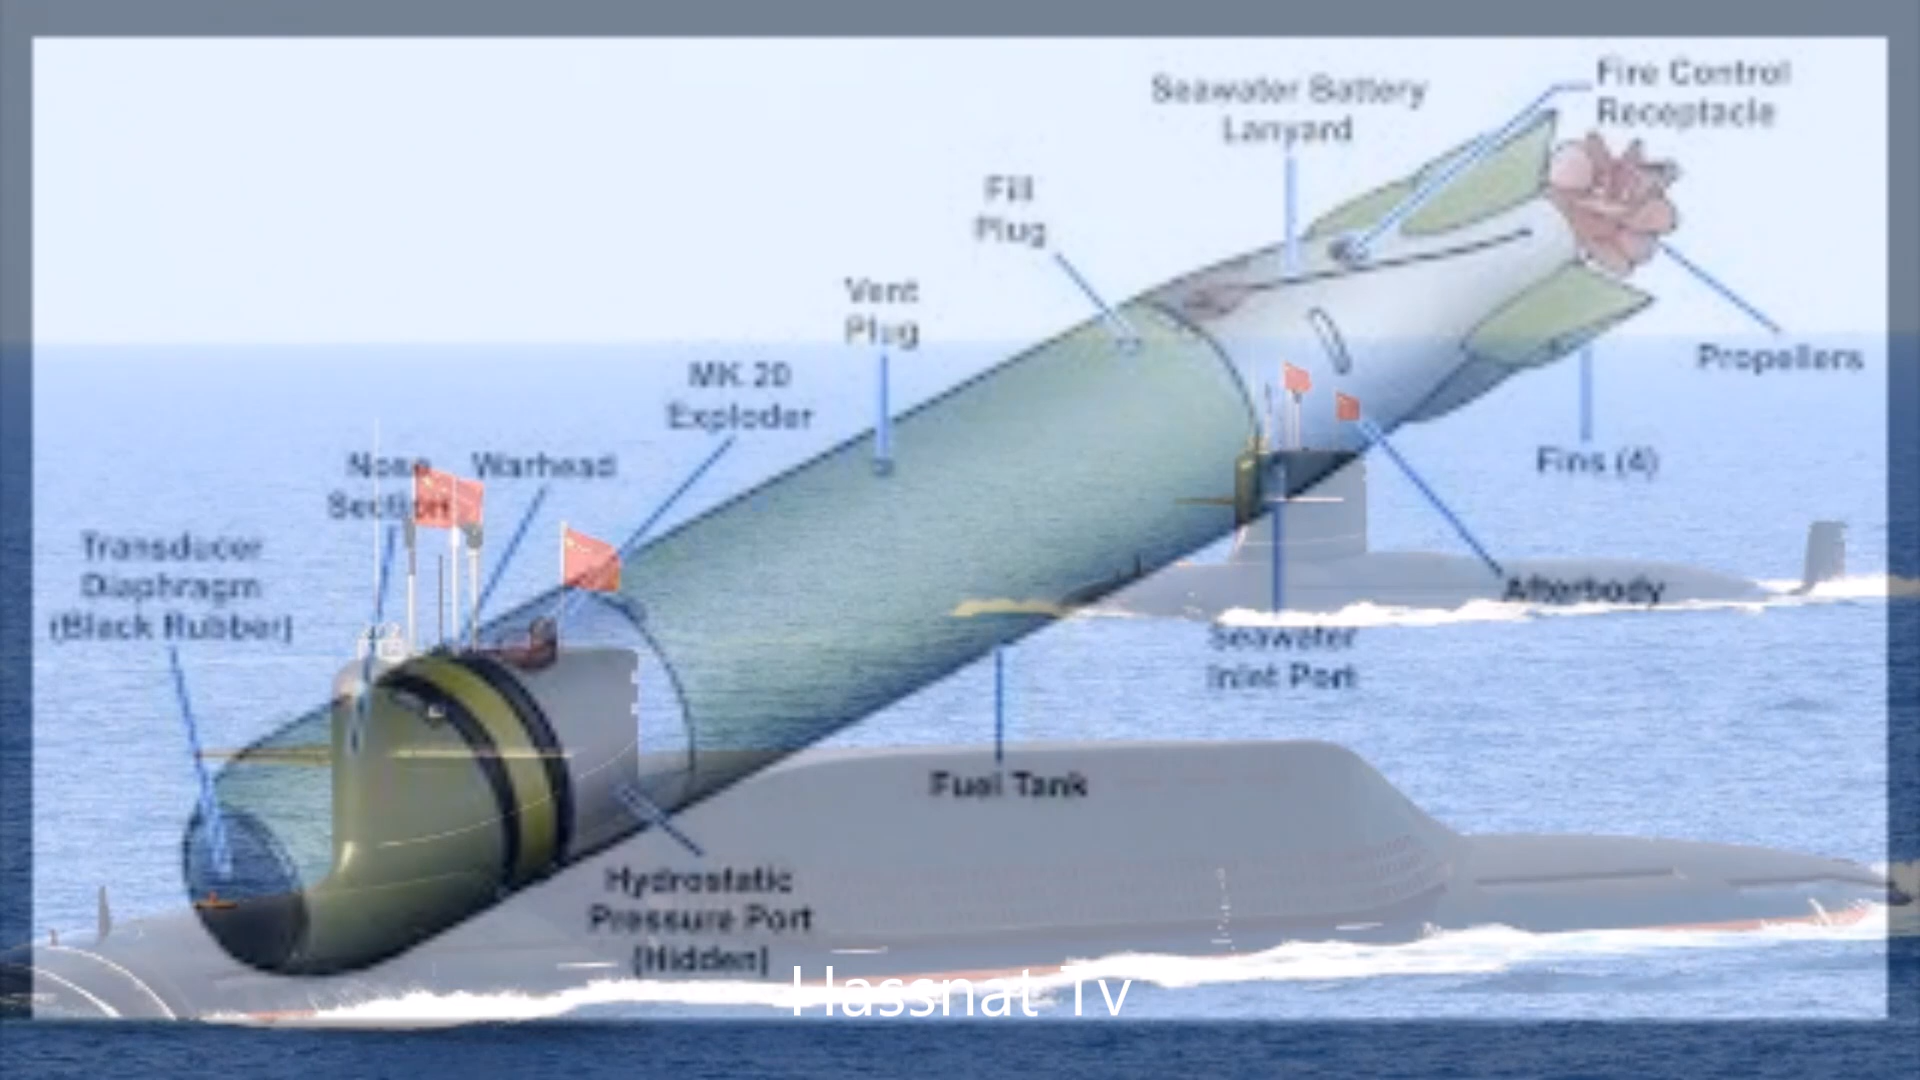 Seawater Battery
Lanyard
Fire Control
Receptacle
Fill
Plug
Vent
Plug
MK 20
Exploder
Propellers
Nose
Section
Warhead
Fins (4)
Transducer
Diaphragm
(Black Rubber)
Afterbody
Seawater
Inlet Port
Fuel Tank
Hydrostatic
Pressure Port
(Hidden)
Hassnat Tv